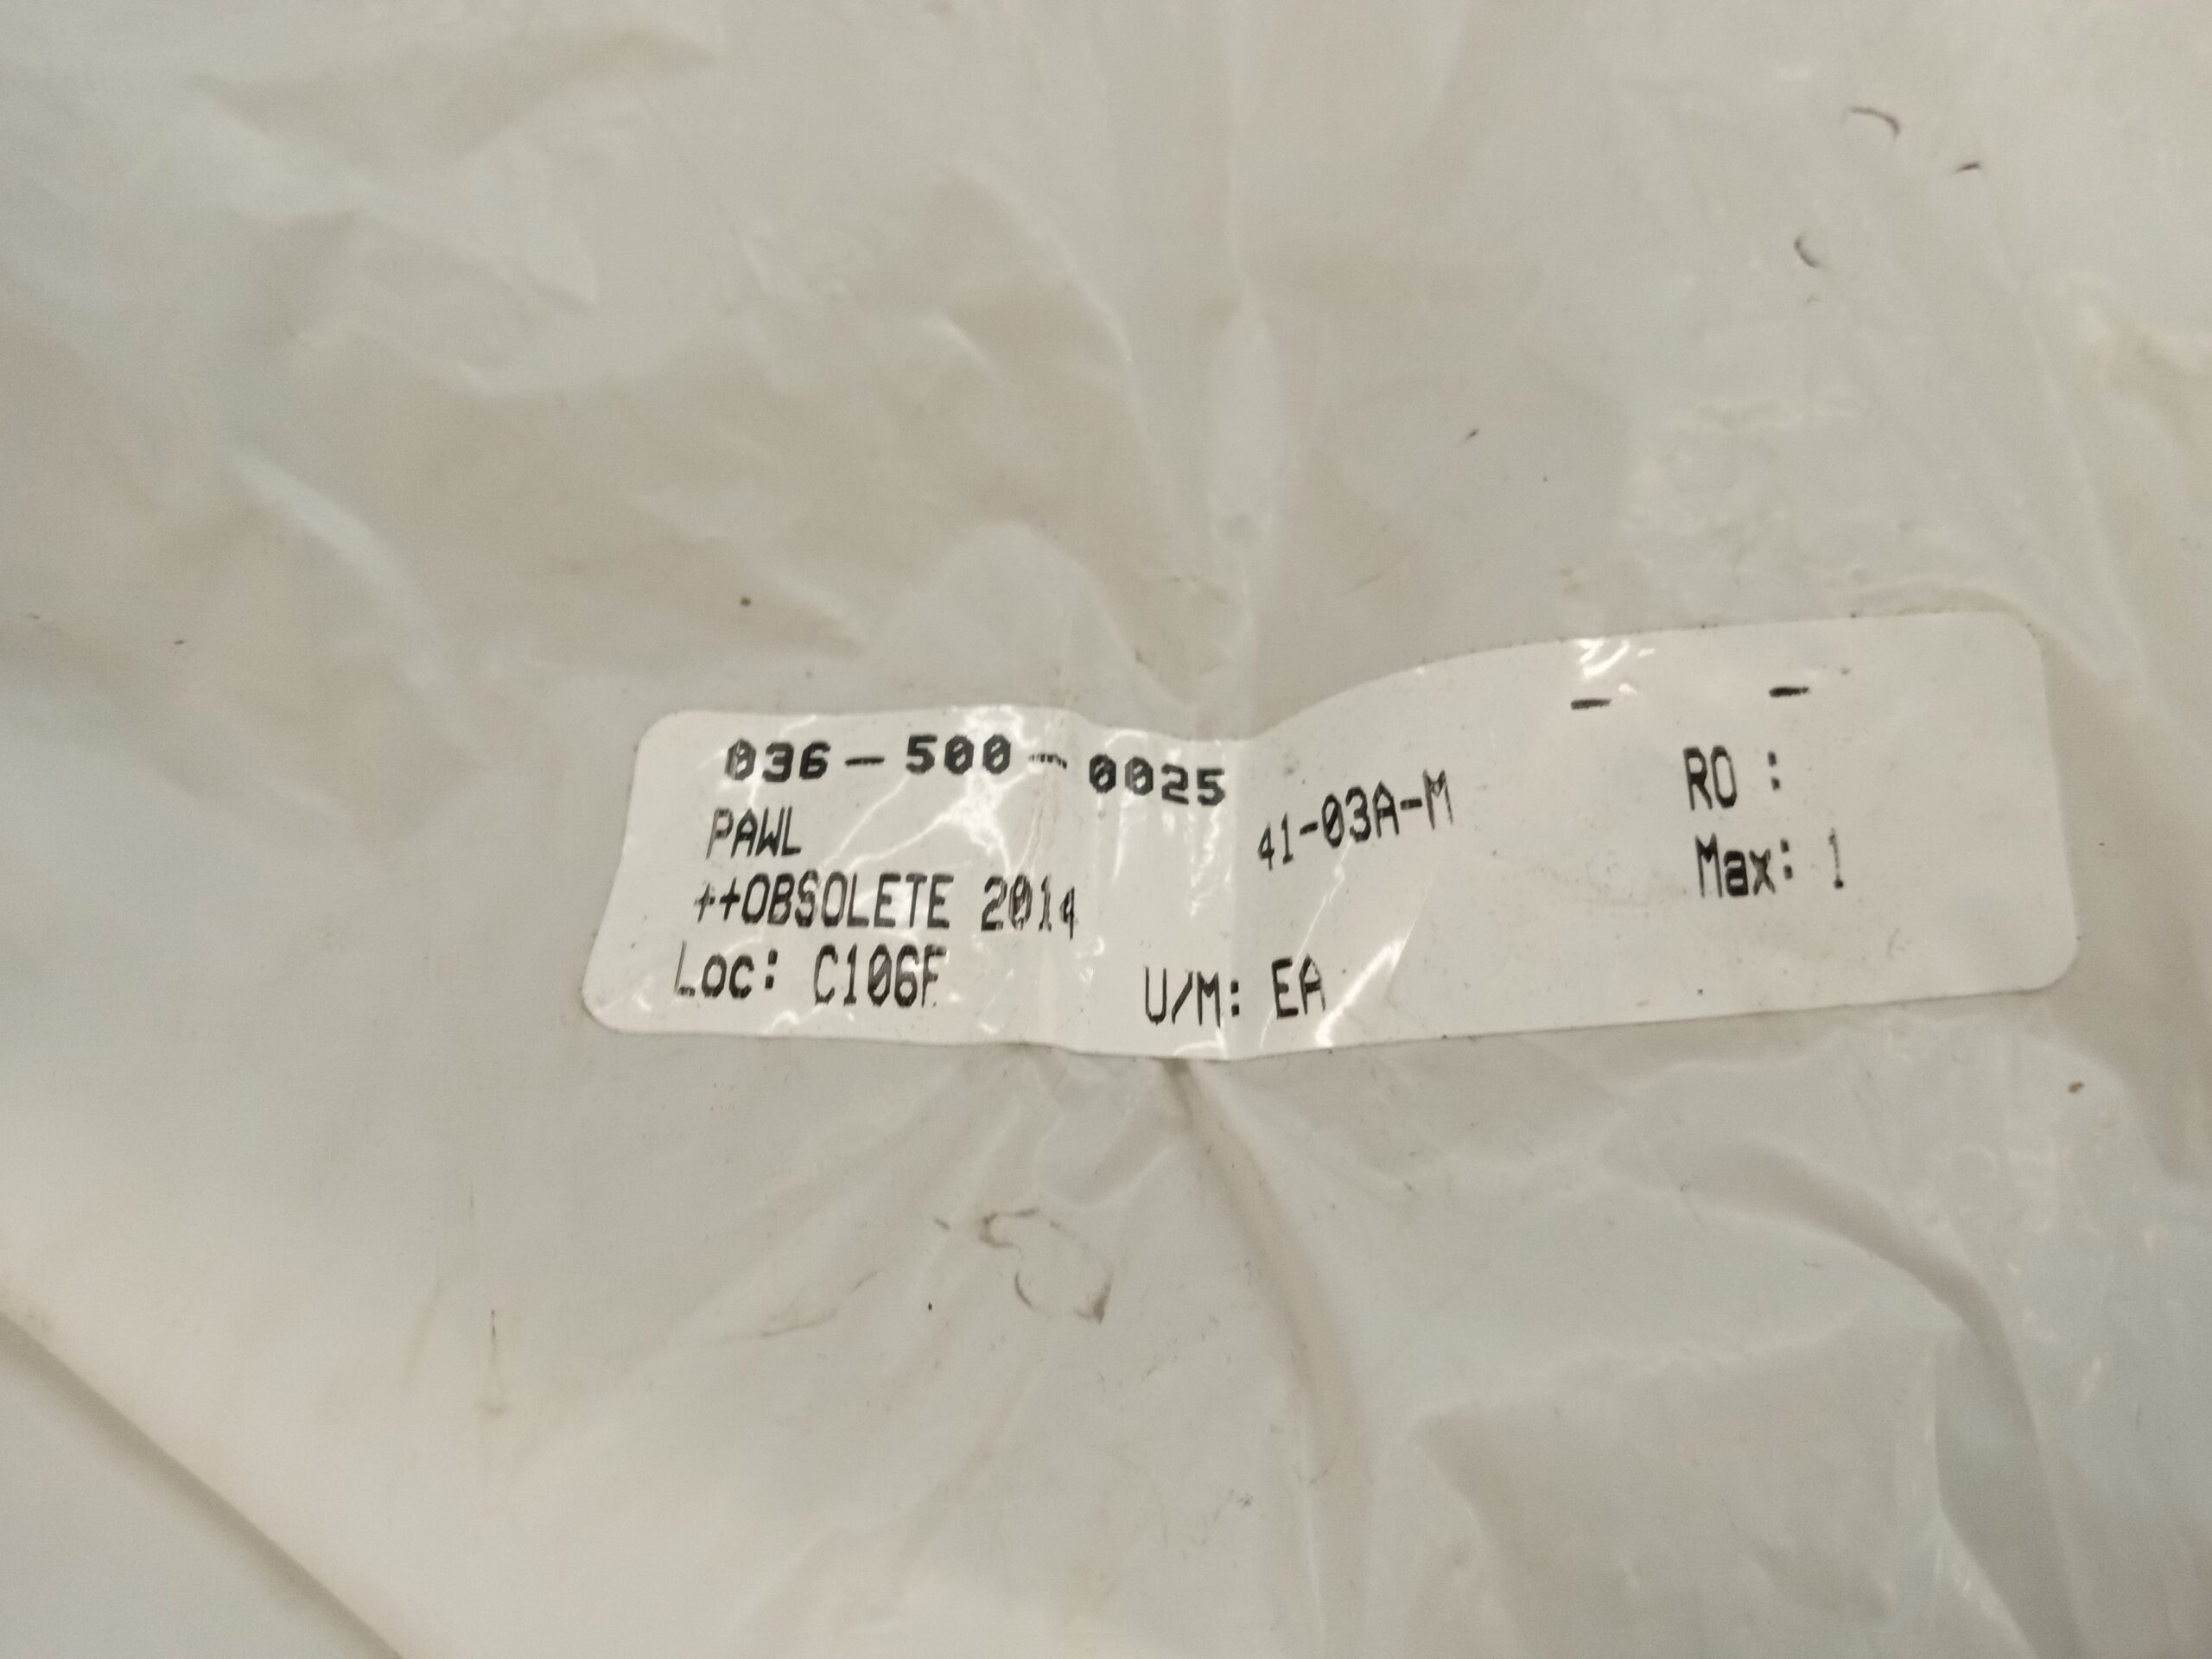 036-500-0025 - -
PAWL 41-03A-M RO :
++OBSOLETE 2014 Max: 1
Loc: C106F U/M: EA